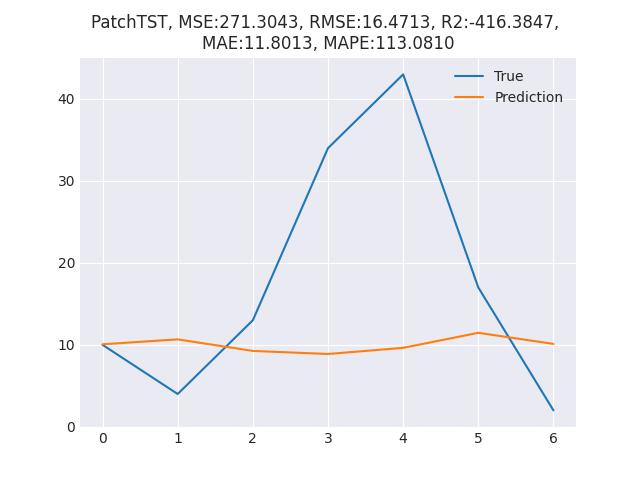 PatchTST, MSE:271.3043, RMSE:16.4713, R2:-416.3847,
MAE:11.8013, MAPE:113.0810
True
Prediction
40
30
20
10
0
0 1 2 3 4 5 6